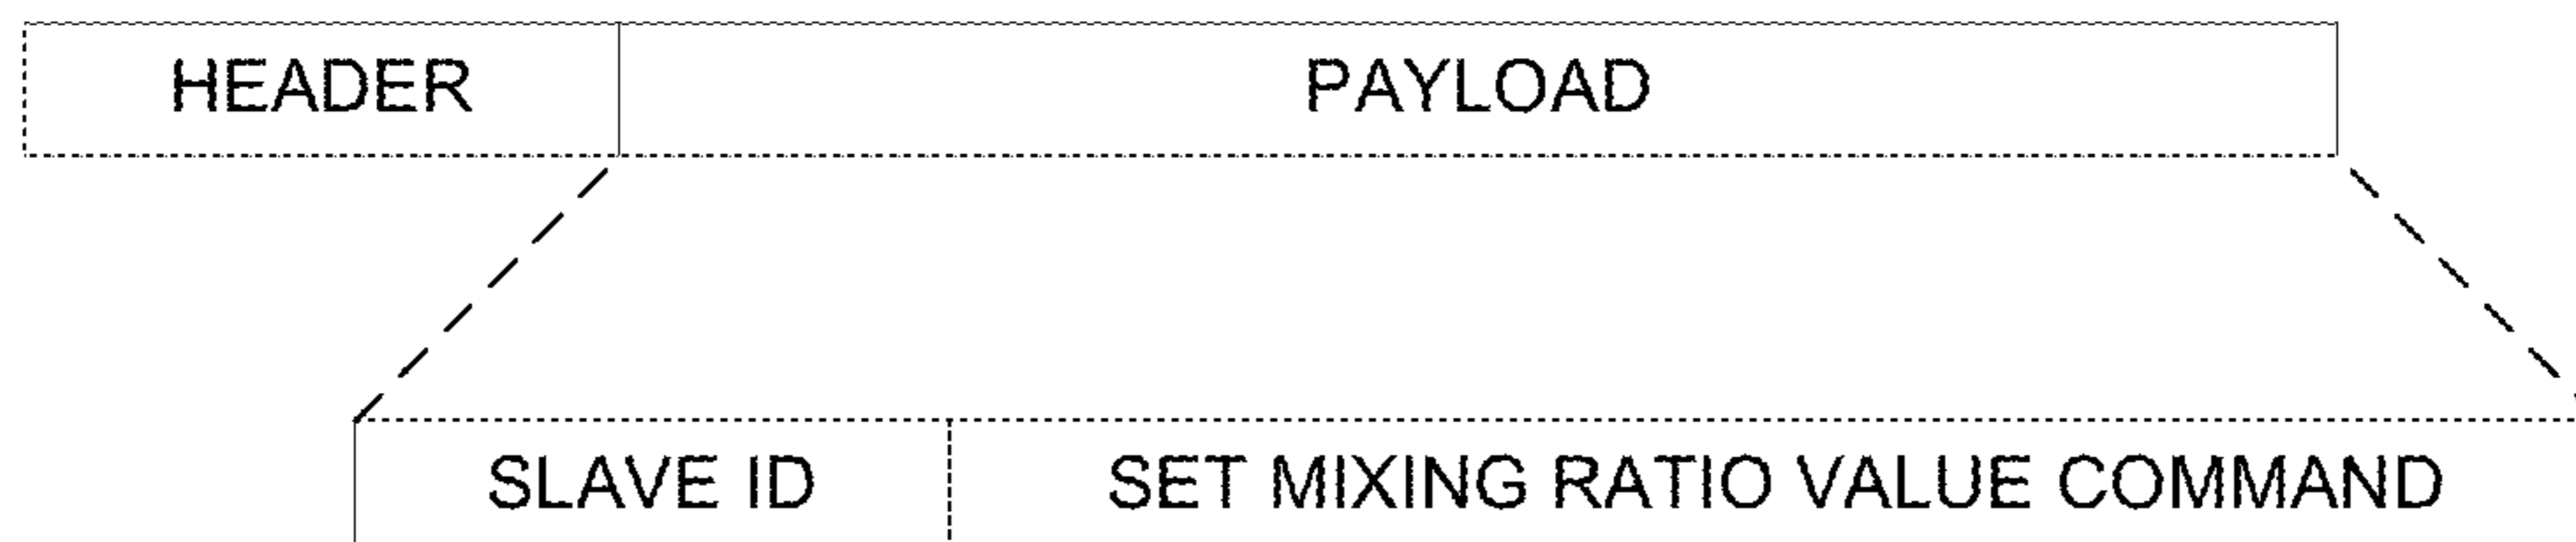 HEADER PAYLOAD
SLAVE ID SET MIXING RATIO VALUE COMMAND